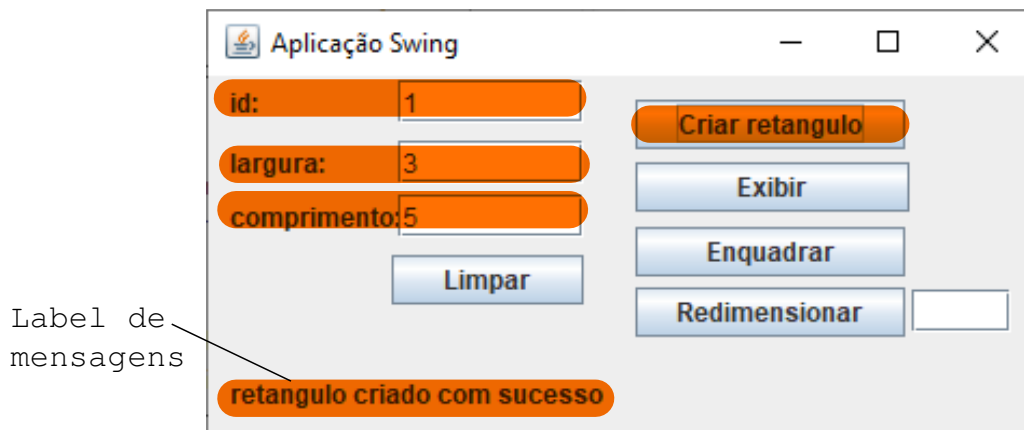 Aplicação Swing
id: 1
Criar retangulo
largura: 3
Exibir
comprimento: 5
Enquadrar
Limpar
Redimensionar
Label de
mensagens
retangulo criado com sucesso